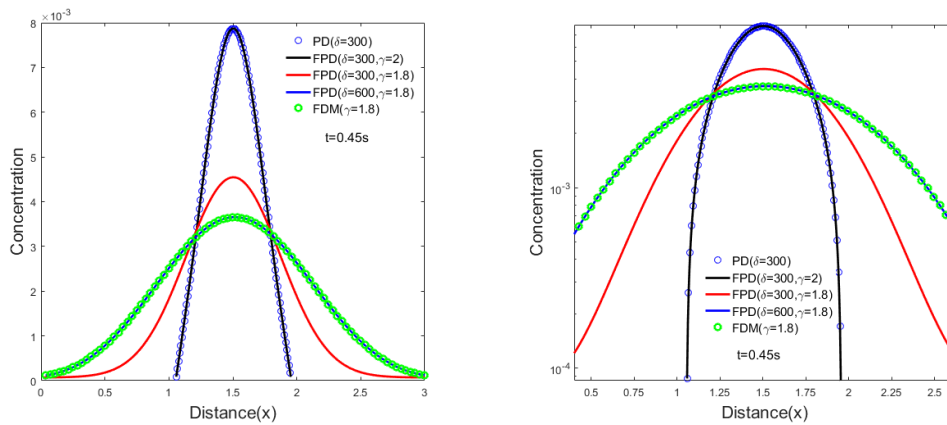 8 ×10⁻³
7
6
5
4
3
2
1
0
Concentration
0 0.5 1 1.5 2 2.5 3
Distance(x)
PD(δ=300)
FPD(δ=300,γ=2)
FPD(δ=300,γ=1.8)
FPD(δ=600,γ=1.8)
FDM(γ=1.8)
t=0.45s
10⁻³
10⁻⁴
Concentration
0.5 0.75 1 1.25 1.5 1.75 2 2.25 2.5
Distance(x)
PD(δ=300)
FPD(δ=300,γ=2)
FPD(δ=300,γ=1.8)
FPD(δ=600,γ=1.8)
FDM(γ=1.8)
t=0.45s